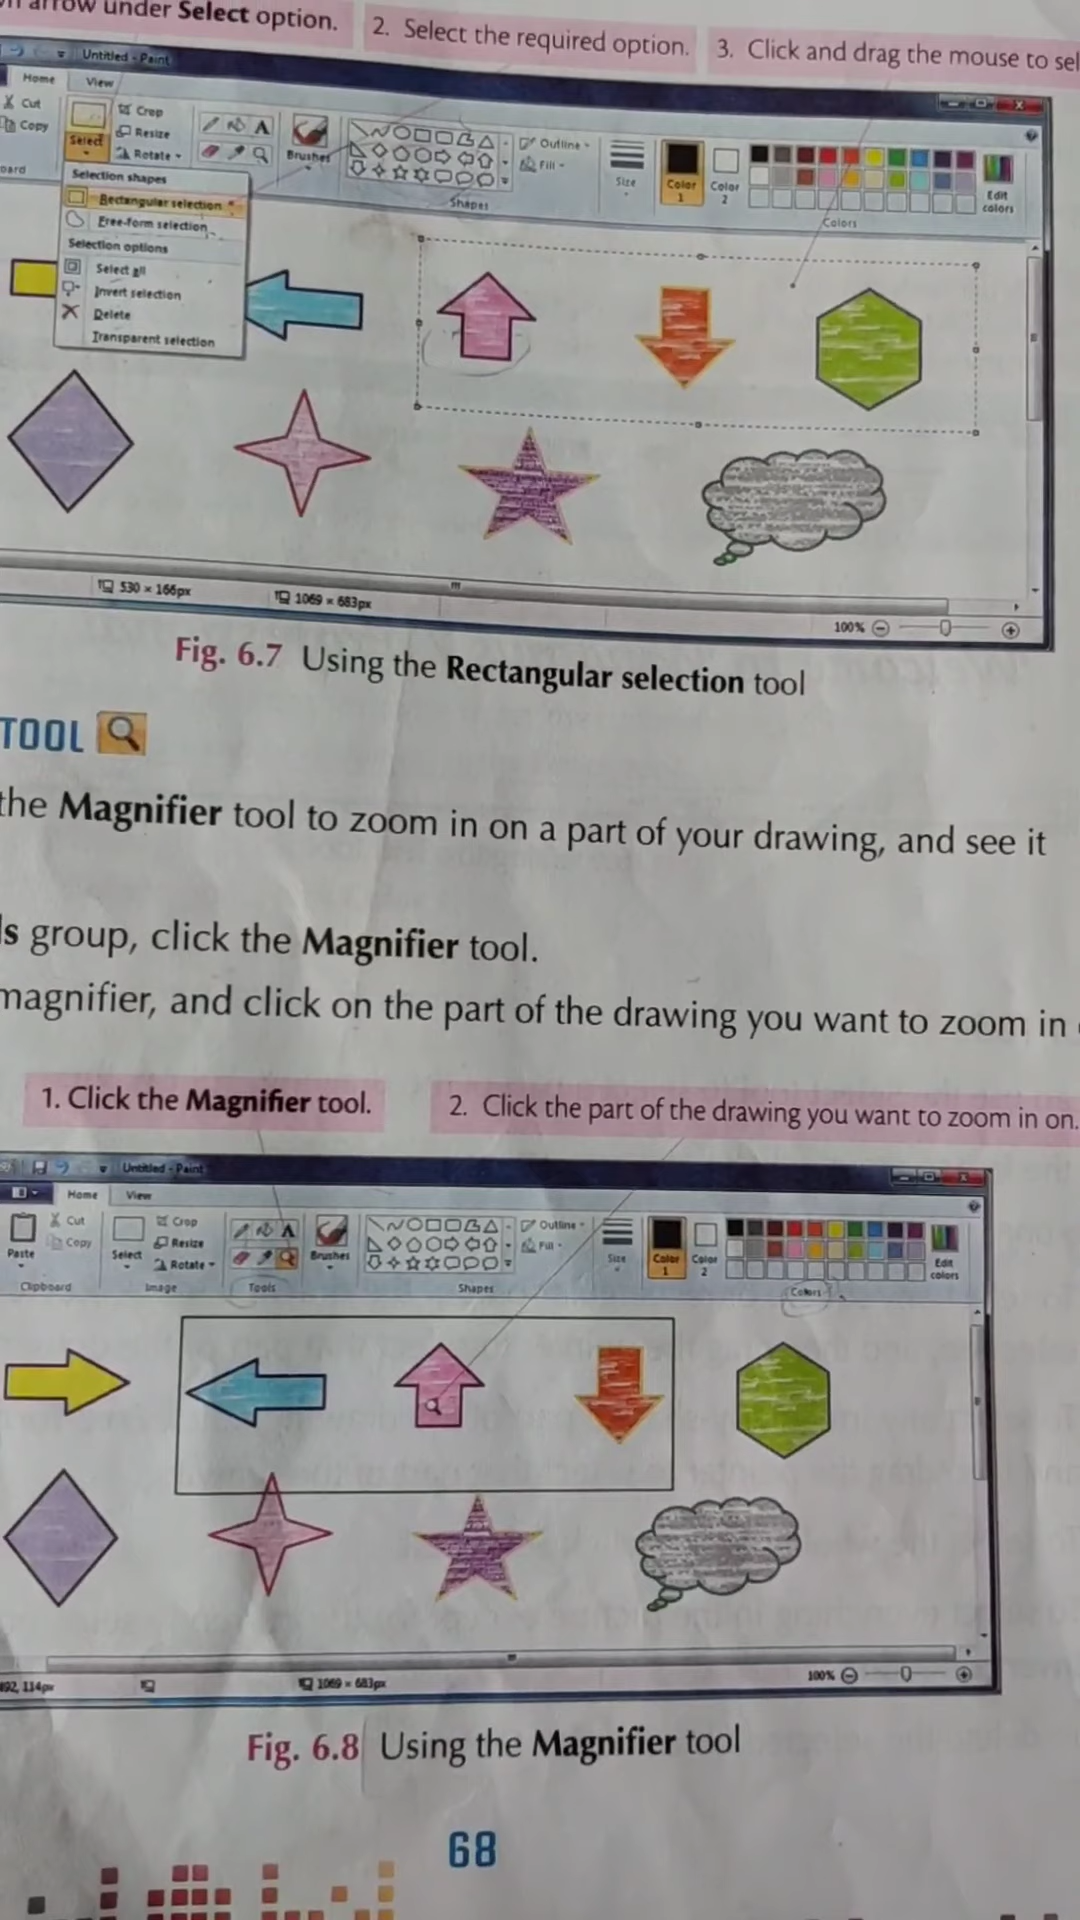 arrow under Select option.
2. Select the required option.
3. Click and drag the mouse to sel
Untitled - Paint
Home View
Cut
Copy
oard
Select
Crop
Resize
Rotate
Brushes
Shapes
Outline
Fill
Size
Color 1
Color 2
Edit colors
Colors
Selection shapes
Rectangular selection
Free-form selection
Selection options
Select all
Invert selection
Delete
Transparent selection
530 × 166px
1069 × 683px
100%
Fig. 6.7 Using the Rectangular selection tool
TOOL
the Magnifier tool to zoom in on a part of your drawing, and see it
ls group, click the Magnifier tool.
magnifier, and click on the part of the drawing you want to zoom in
1. Click the Magnifier tool.
2. Click the part of the drawing you want to zoom in on.
Untitled - Paint
Home View
Paste
Cut
Copy
Clipboard
Select
Crop
Resize
Rotate
Image
Tools
Brushes
Shapes
Outline
Fill
Size
Color 1
Color 2
Edit colors
Colors
492, 114px
1069 × 683px
100%
Fig. 6.8 Using the Magnifier tool
68